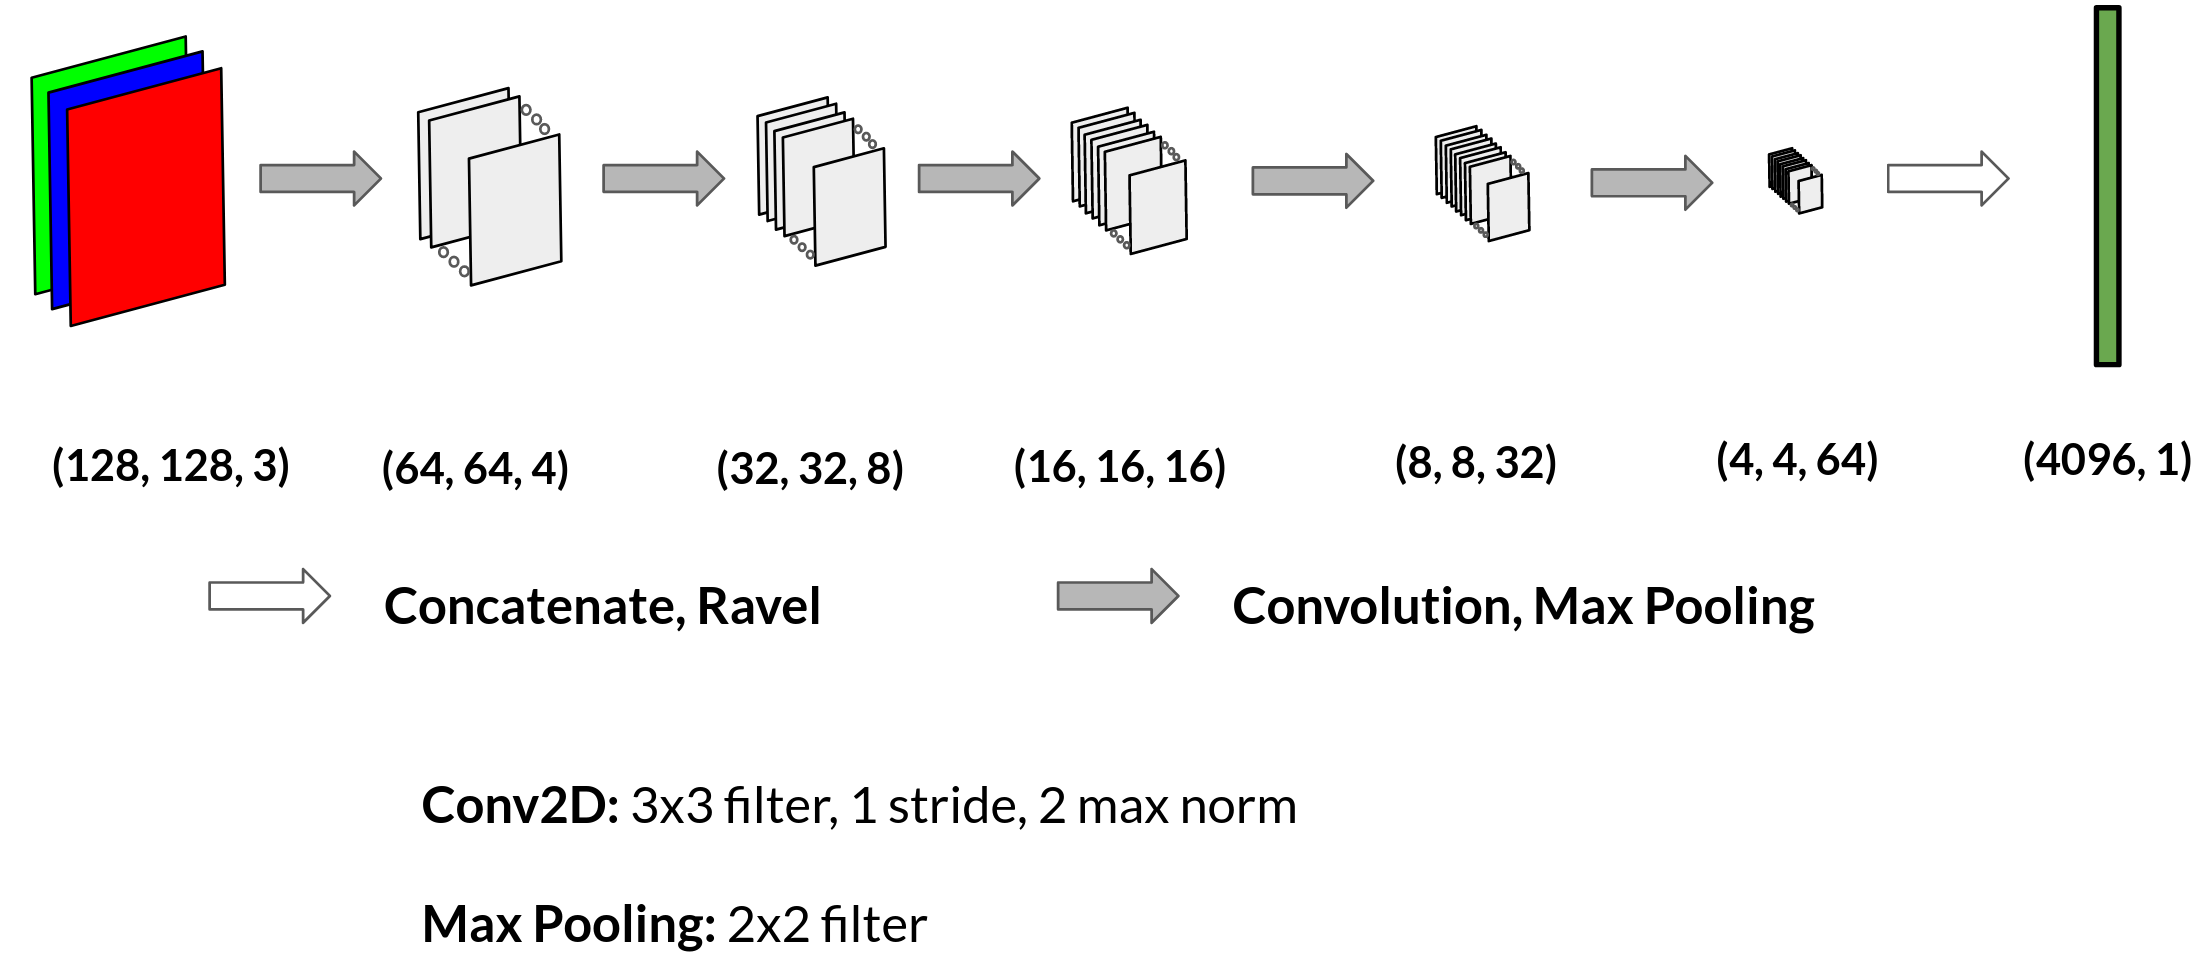 (128, 128, 3) (64, 64, 4) (32, 32, 8) (16, 16, 16) (8, 8, 32) (4, 4, 64) (4096, 1)
Concatenate, Ravel Convolution, Max Pooling
Conv2D: 3x3 filter, 1 stride, 2 max norm
Max Pooling: 2x2 filter